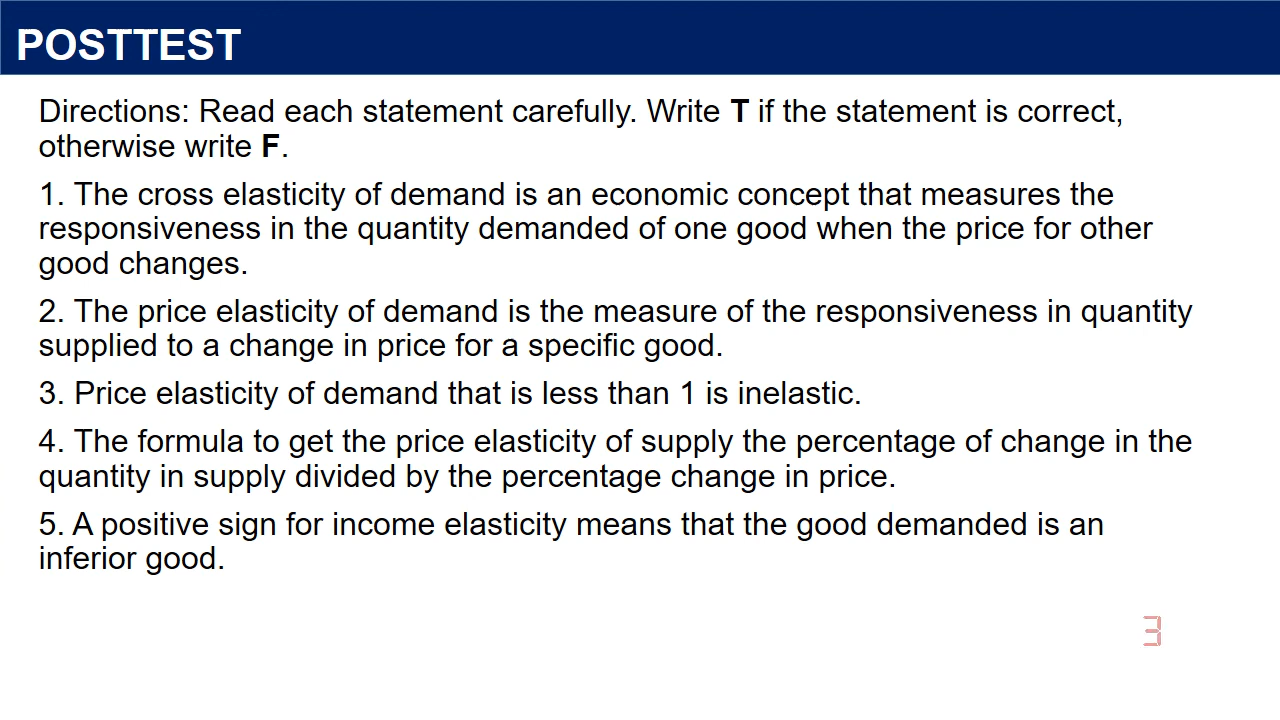 POSTTEST
Directions: Read each statement carefully. Write T if the statement is correct,
otherwise write F.
1. The cross elasticity of demand is an economic concept that measures the
responsiveness in the quantity demanded of one good when the price for other
good changes.
2. The price elasticity of demand is the measure of the responsiveness in quantity
supplied to a change in price for a specific good.
3. Price elasticity of demand that is less than 1 is inelastic.
4. The formula to get the price elasticity of supply the percentage of change in the
quantity in supply divided by the percentage change in price.
5. A positive sign for income elasticity means that the good demanded is an
inferior good.
3